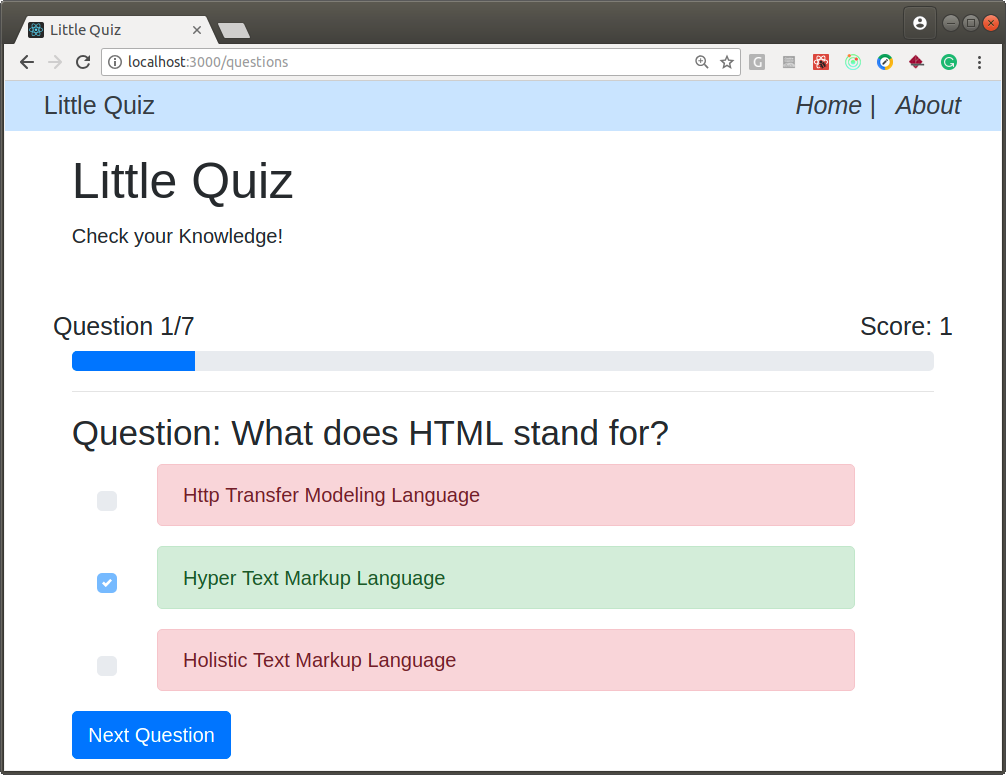 Little Quiz
localhost:3000/questions
Little Quiz
Home | About
Little Quiz
Check your Knowledge!
Question 1/7
Score: 1
Question: What does HTML stand for?
Http Transfer Modeling Language
Hyper Text Markup Language
Holistic Text Markup Language
Next Question